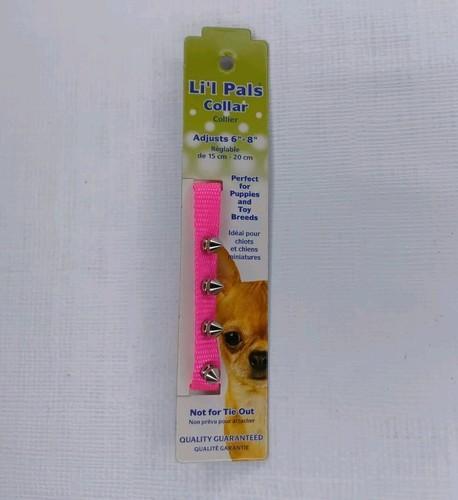 Li'l Pals
Collar
Collier
Adjusts 6"- 8"
Réglable
de 15 cm - 20 cm
Perfect
for
Puppies
and
Toy
Breeds
Idéal pour
chiots
et chiens
miniatures
Not for Tie Out
Non prévu pour attacher
QUALITY GUARANTEED
QUALITÉ GARANTIE